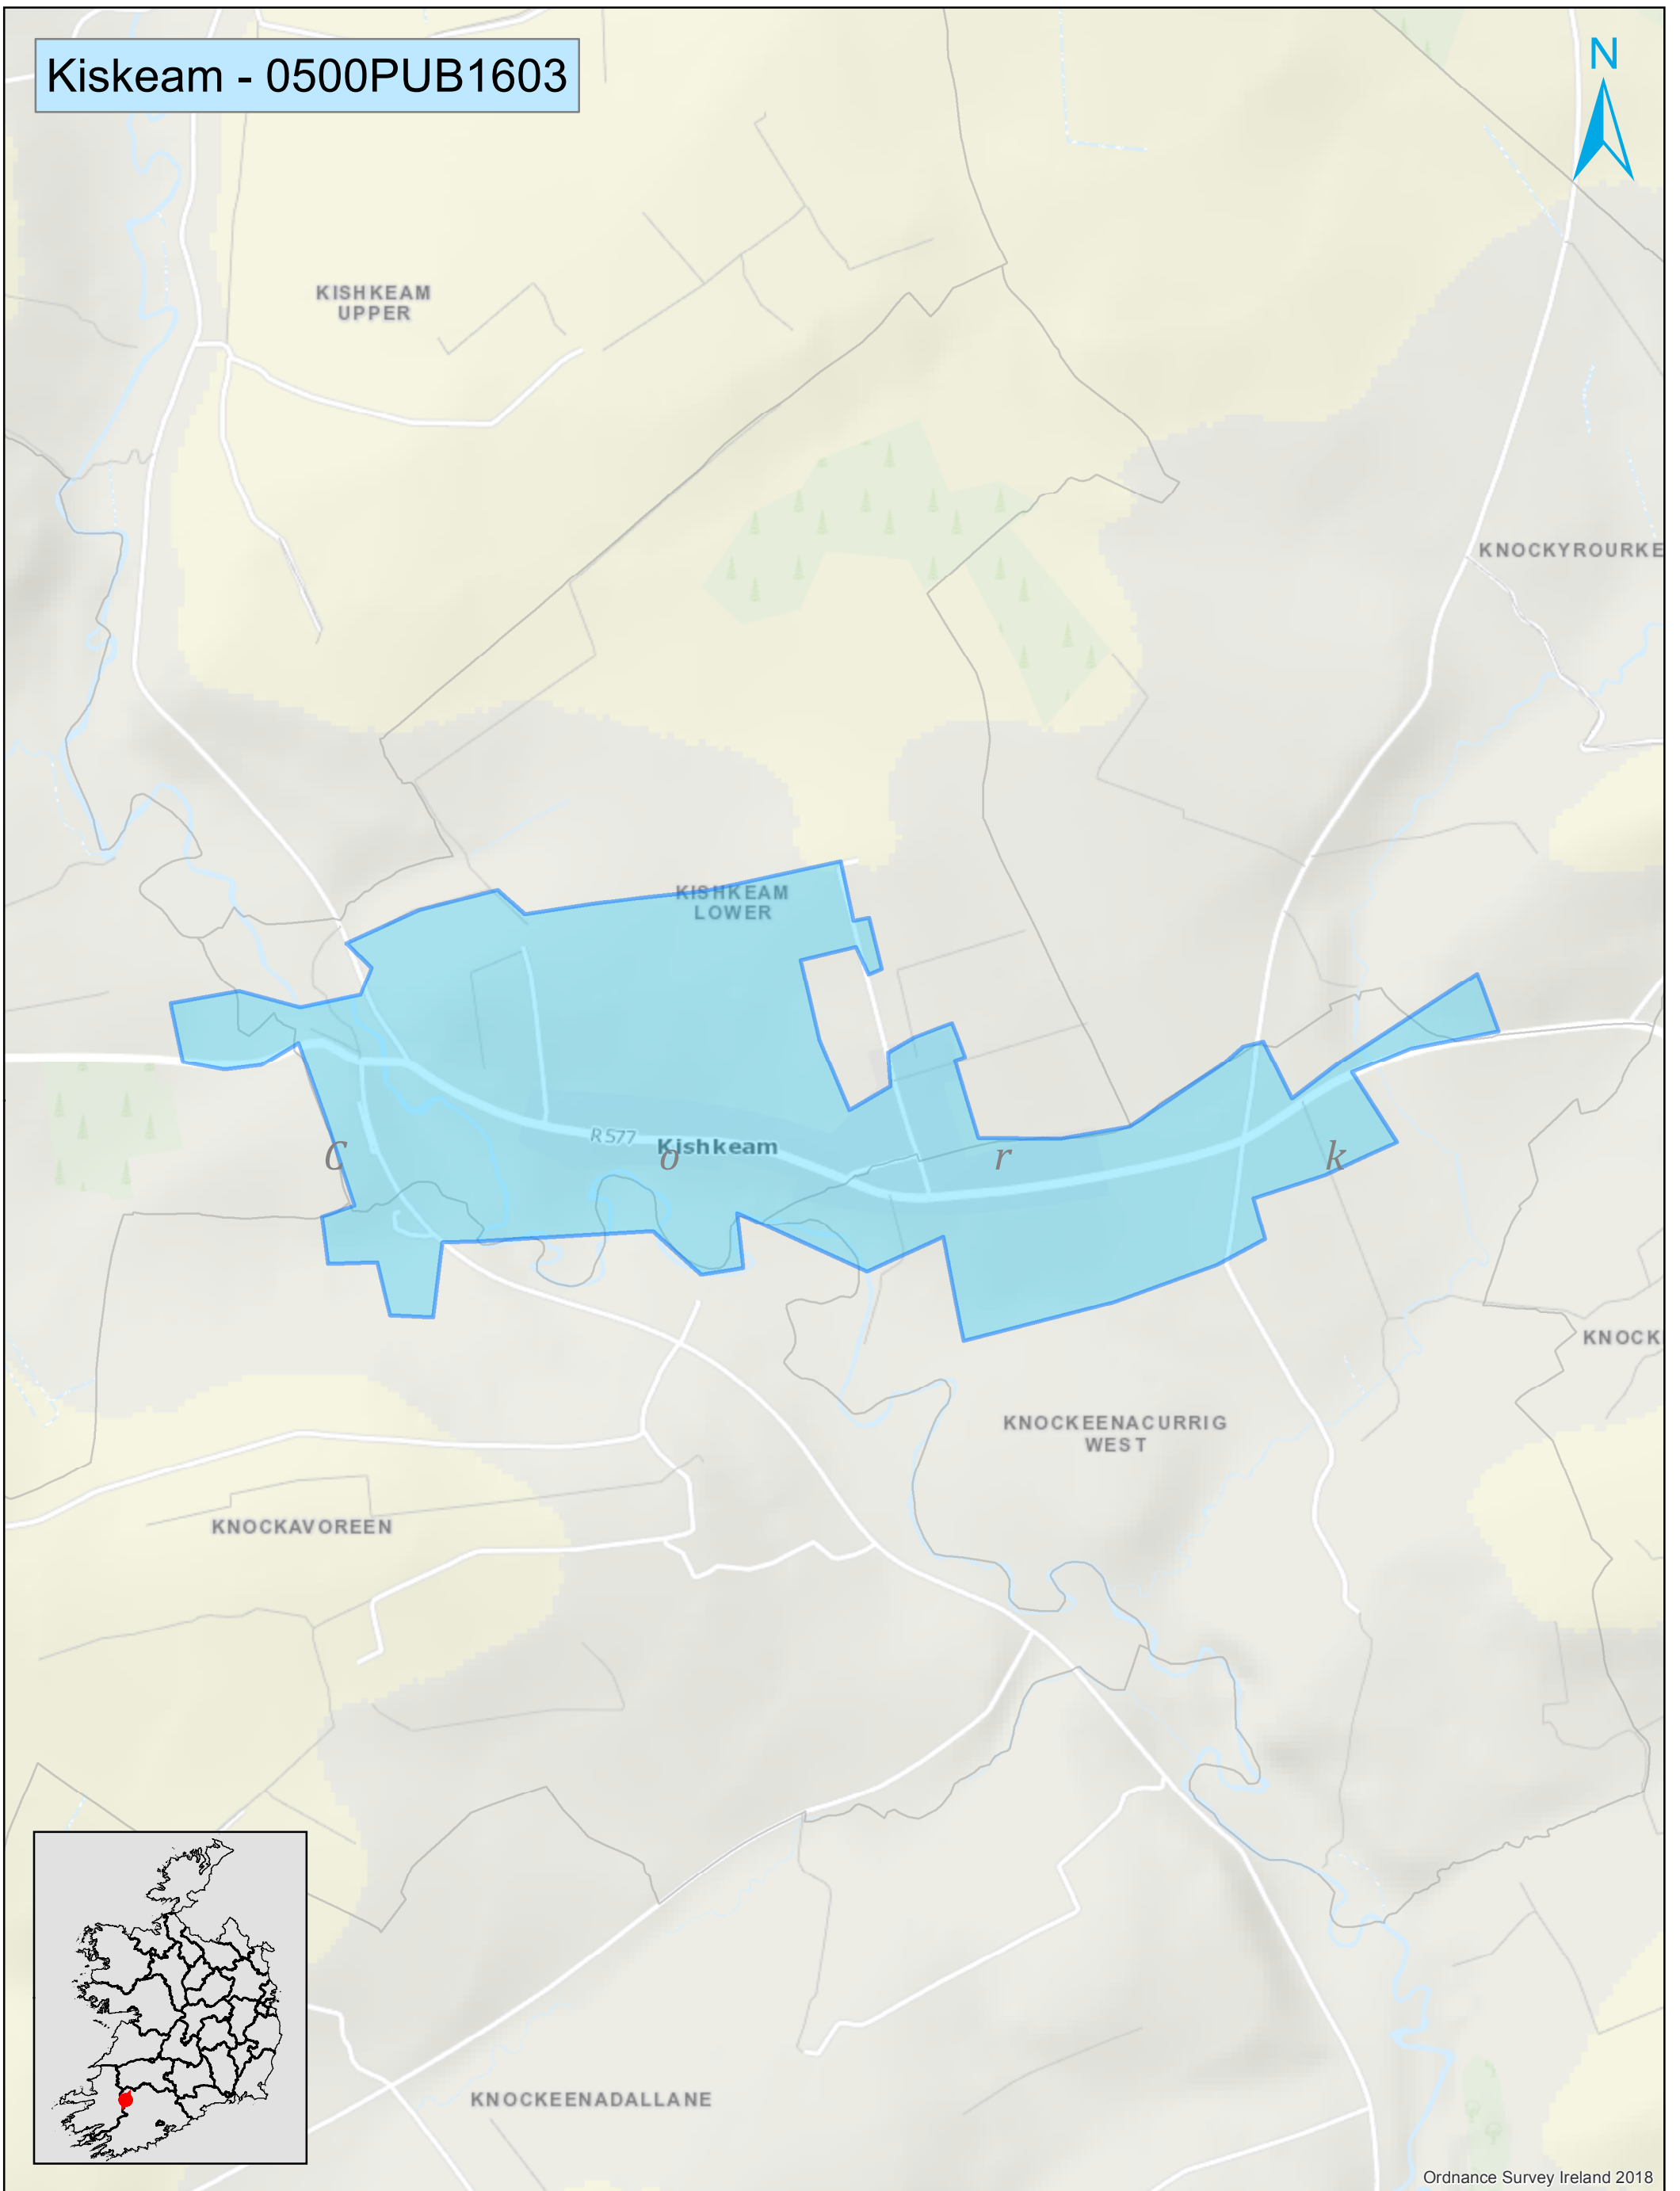 Kiskeam - 0500PUB1603
N
KISHKEAM
UPPER
KNOCKYROURKE
KISHKEAM
LOWER
R577
Kishkeam
C o r k
KNOCK
KNOCKEENACURRIG
WEST
KNOCKAVOREEN
KNOCKEENADALLANE
Ordnance Survey Ireland 2018